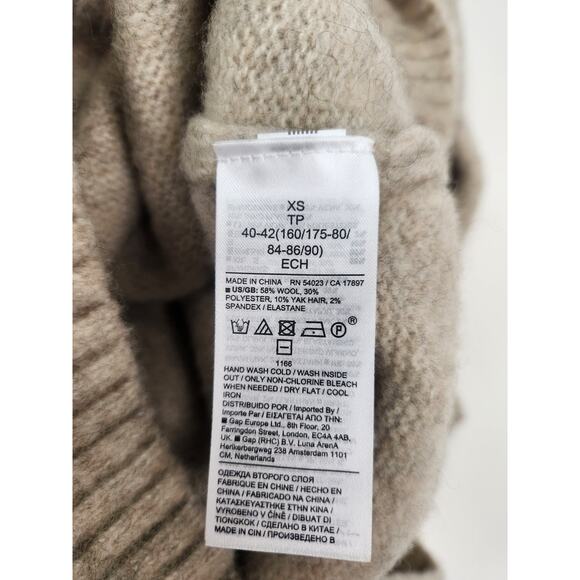 XS
TP
40-42(160/175-80/
84-86/90)
ECH
MADE IN CHINA RN 54023 / CA 17897
■ US/GB: 58% WOOL, 30%
POLYESTER, 10% YAK HAIR, 2%
SPANDEX / ELASTANE
P ®
1166
HAND WASH COLD / WASH INSIDE
OUT / ONLY NON-CHLORINE BLEACH
WHEN NEEDED / DRY FLAT / COOL
IRON
DISTRIBUIDO POR / Imported By /
Importe Par / ΕΙΣΑΓΕΤΑΙ ΑΠΟ ΤΗΝ:
■ Gap Europe Ltd., 8th Floor, 20
Farringdon Street, London, EC4A 4AB,
UK. ■ Gap (RHC) B.V. Luna ArenA
Herikerbergweg 238 Amsterdam 1101
CM, Netherlands
ОДЕЖДА ВТОРОГО СЛОЯ
FABRIQUE EN CHINE / HECHO EN
CHINA / FABRICADO NA CHINA /
ΚΑΤΑΣΚΕΥΑΣΤΗΚΕ ΣΤΗΝ ΚΙΝΑ /
VYROBENO V ČÍNĚ / DIBUAT DI
TIONGKOK / СДЕЛАНО В КИТАЕ /
MADE IN ÇIN